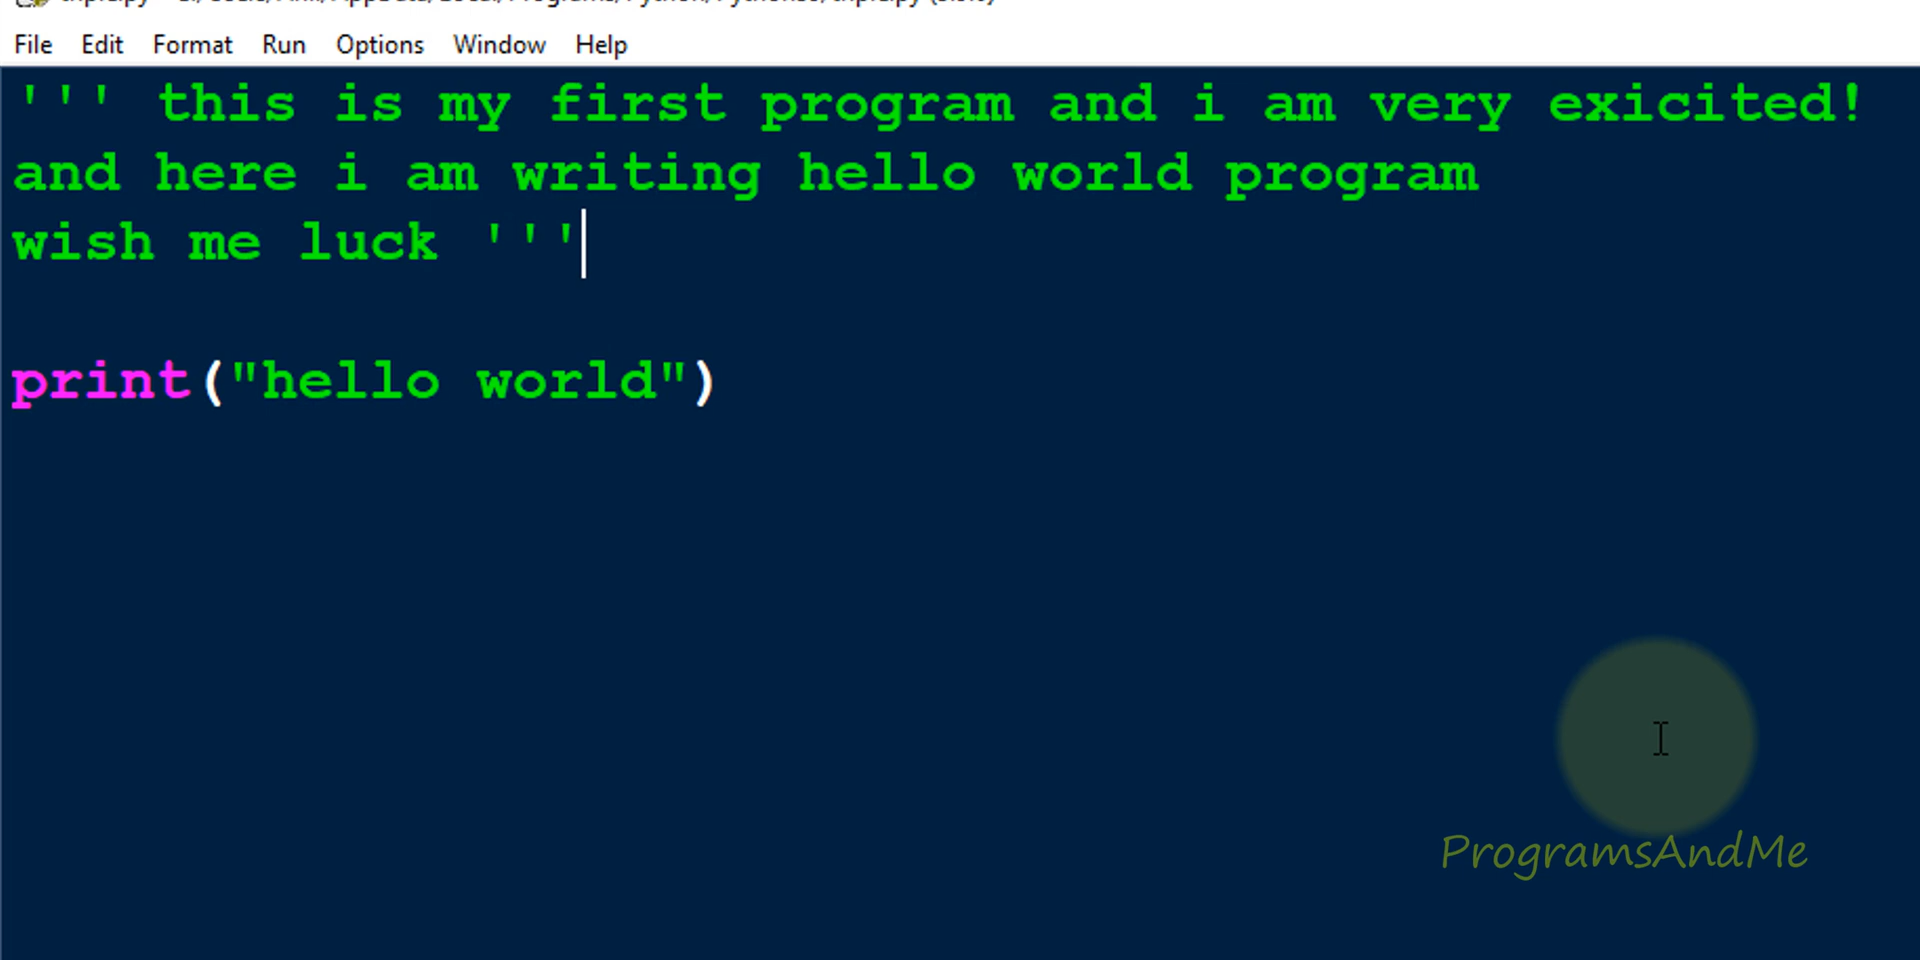 File Edit Format Run Options Window Help
''' this is my first program and i am very exicited!
and here i am writing hello world program
wish me luck '''
print("hello world")
ProgramsAndMe